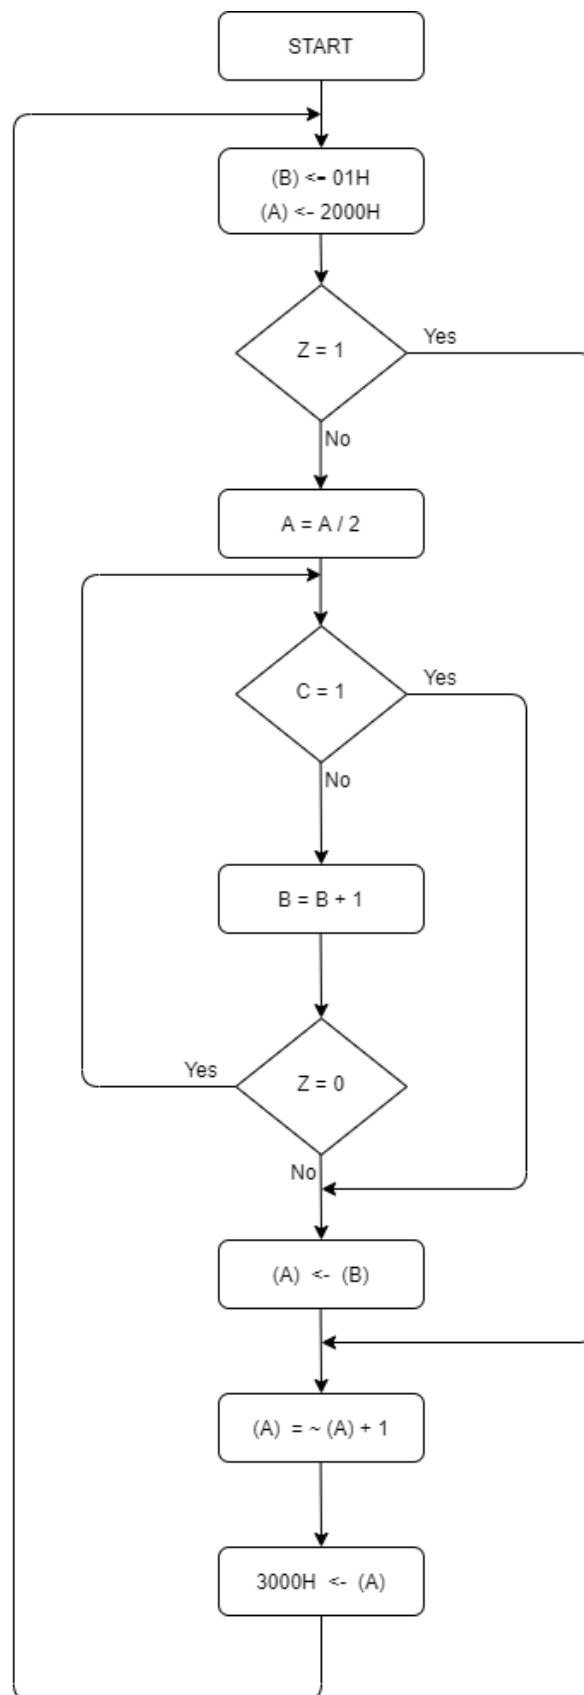 START
(B) <- 01H
(A) <- 2000H
Z = 1
Yes
No
A = A / 2
C = 1
Yes
No
B = B + 1
Z = 0
Yes
No
(A) <- (B)
(A) = ~ (A) + 1
3000H <- (A)